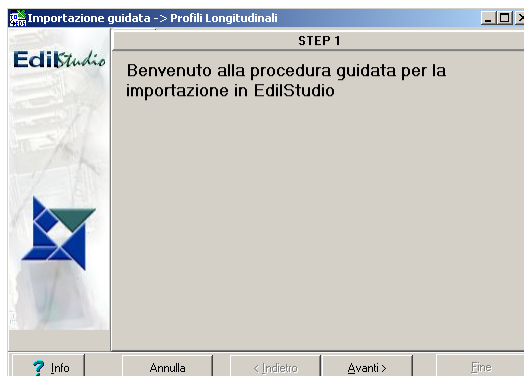 Importazione guidata -> Profili Longitudinali
EdilStudio
STEP 1
Benvenuto alla procedura guidata per la
importazione in EdilStudio
? Info
Annulla
< Indietro
Avanti >
Fine